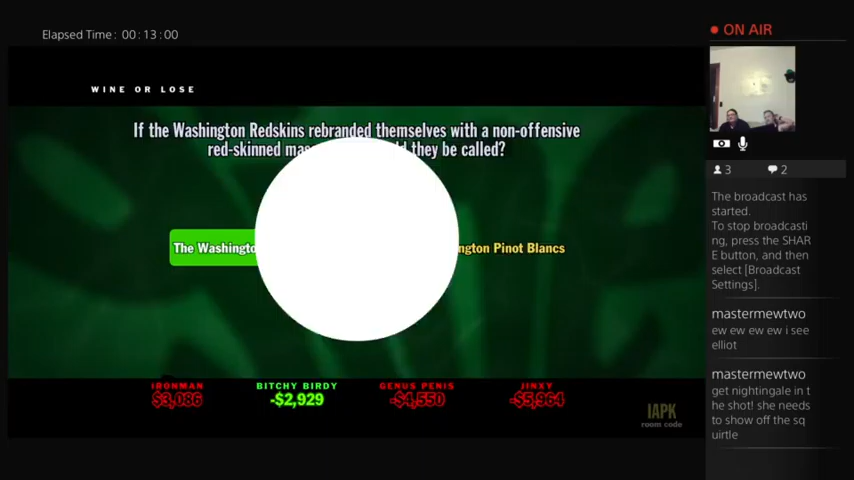 Elapsed Time: 00:13:00
ON AIR
WINE OR LOSE
If the Washington Redskins rebranded themselves with a non-offensive
red-skinned they be called?
The
Pinot Blancs
3
2
The broadcast has
started.
To stop broadcasti
ng, press the SHAR
E button, and then
select [Broadcast
Settings].
mastermewtwo
ew ew ew ew i see
elliot
mastermewtwo
get nightingale in t
he shot! she needs
to show off the sq
uirtle
IRONMAN
$3,086
BITCHY BIRDY
-$2,929
GENUS PENIS
-$4,550
JINXY
-$5,964
IAPK
room code